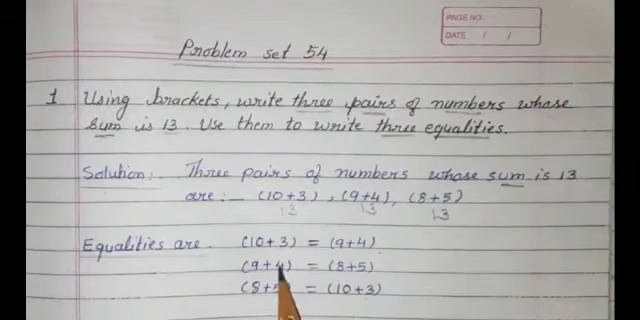 PAGE NO:
DATE / /
Problem set 54
1 Using brackets, write three pairs of numbers whose
sum is 13. Use them to write three equalities.
Solution:- Three pairs of numbers whose sum is 13
are:- (10+3), (9+4), (8+5)
13 13 13
Equalities are. (10+3) = (9+4)
(9+4) = (8+5)
(8+5) = (10+3)